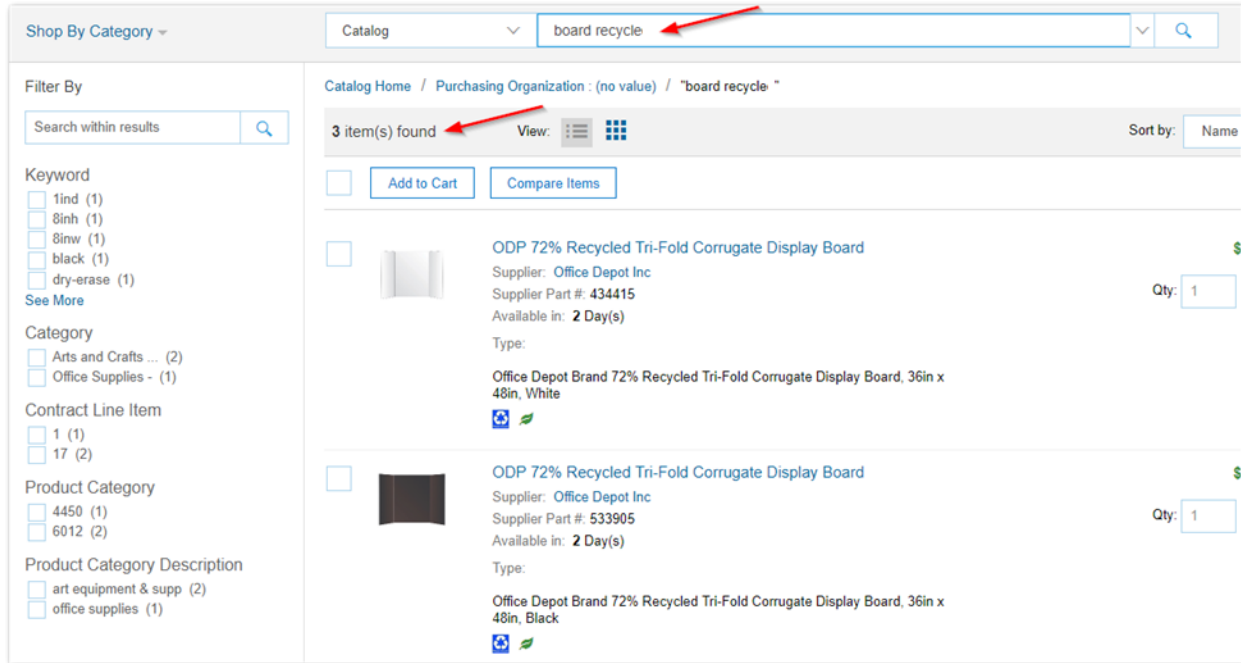 Shop By Category
Catalog
board recycle
Filter By
Search within results
Keyword
1ind (1)
8inh (1)
8inw (1)
black (1)
dry-erase (1)
See More
Category
Arts and Crafts ... (2)
Office Supplies - (1)
Contract Line Item
1 (1)
17 (2)
Product Category
4450 (1)
6012 (2)
Product Category Description
art equipment & supp (2)
office supplies (1)
Catalog Home / Purchasing Organization : (no value) / "board recycle "
3 item(s) found View: Sort by: Name
Add to Cart Compare Items
ODP 72% Recycled Tri-Fold Corrugate Display Board $
Supplier: Office Depot Inc
Supplier Part #: 434415 Qty: 1
Available in: 2 Day(s)
Type:
Office Depot Brand 72% Recycled Tri-Fold Corrugate Display Board, 36in x
48in, White
ODP 72% Recycled Tri-Fold Corrugate Display Board $
Supplier: Office Depot Inc
Supplier Part #: 533905 Qty: 1
Available in: 2 Day(s)
Type:
Office Depot Brand 72% Recycled Tri-Fold Corrugate Display Board, 36in x
48in, Black